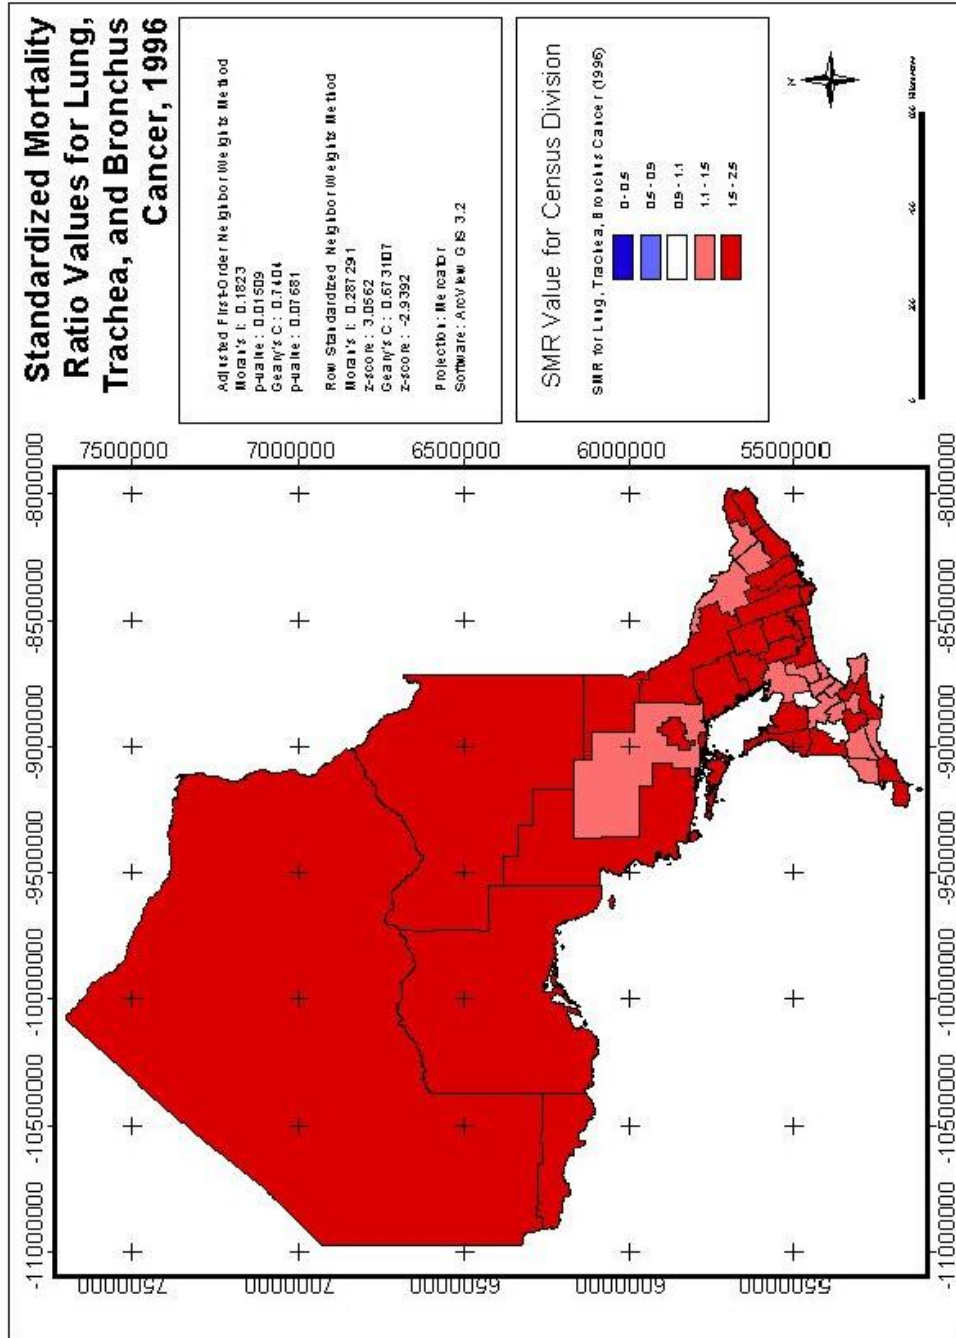 Standardized Mortality
Ratio Values for Lung,
Trachea, and Bronchus
Cancer, 1996
Adjusted First-Order Neighbor Weights Method
Moran's I: 0.1823
p-value: 0.01509
Geary's C: 0.7404
p-value: 0.07681
Row Standardized Neighbor Weights Method
Moran's I: 0.287291
z-score: 3.0562
Geary's C: 0.673107
z-score: -2.9392
Projection: Mercator
Software: ArcView GIS 3.2
SMR Value for Census Division
SMR for Lung, Trachea, Bronchus Cancer (1996)
0 - 0.5
0.5 - 0.9
0.9 - 1.1
1.1 - 1.5
1.5 - 2.5
N
0
Kilometers
-11000000 -10500000 -10000000 -9500000 -9000000 -8500000 -8000000
7500000
7000000
6500000
6000000
5500000
7500000
7000000
6500000
6000000
5500000
-11000000 -10500000 -10000000 -9500000 -9000000 -8500000 -8000000